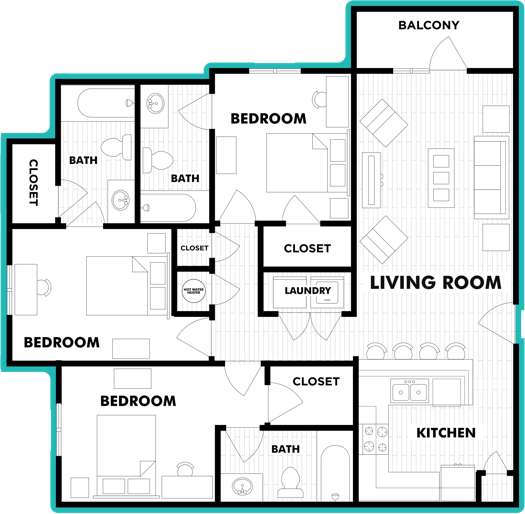 BALCONY
BEDROOM
BATH
BATH
CLOSET
CLOSET
CLOSET
LIVING ROOM
HOT WATER
HEATER
LAUNDRY
BEDROOM
CLOSET
BEDROOM
KITCHEN
BATH